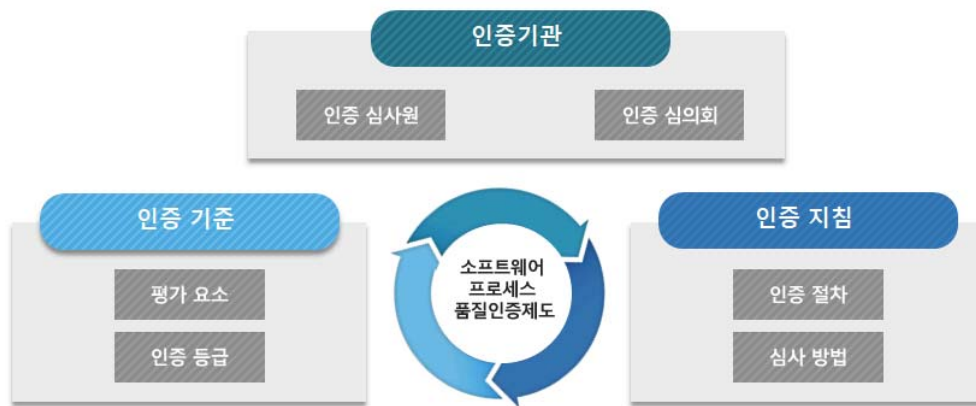 인증기관
인증 심사원
인증 심의회
인증 기준
평가 요소
인증 등급
소프트웨어
프로세스
품질인증제도
인증 지침
인증 절차
심사 방법